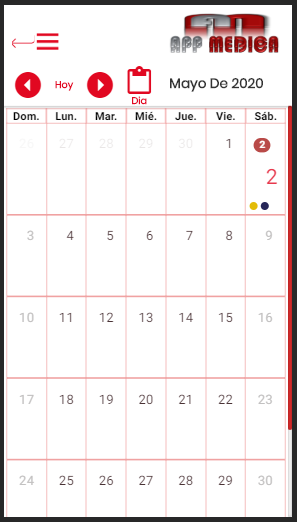 APP MEDICA
Hoy
Dia
Mayo De 2020
Dom. Lun. Mar. Mié. Jue. Vie. Sáb.
26 27 28 29 30 1 2
2
3 4 5 6 7 8 9
10 11 12 13 14 15 16
17 18 19 20 21 22 23
24 25 26 27 28 29 30